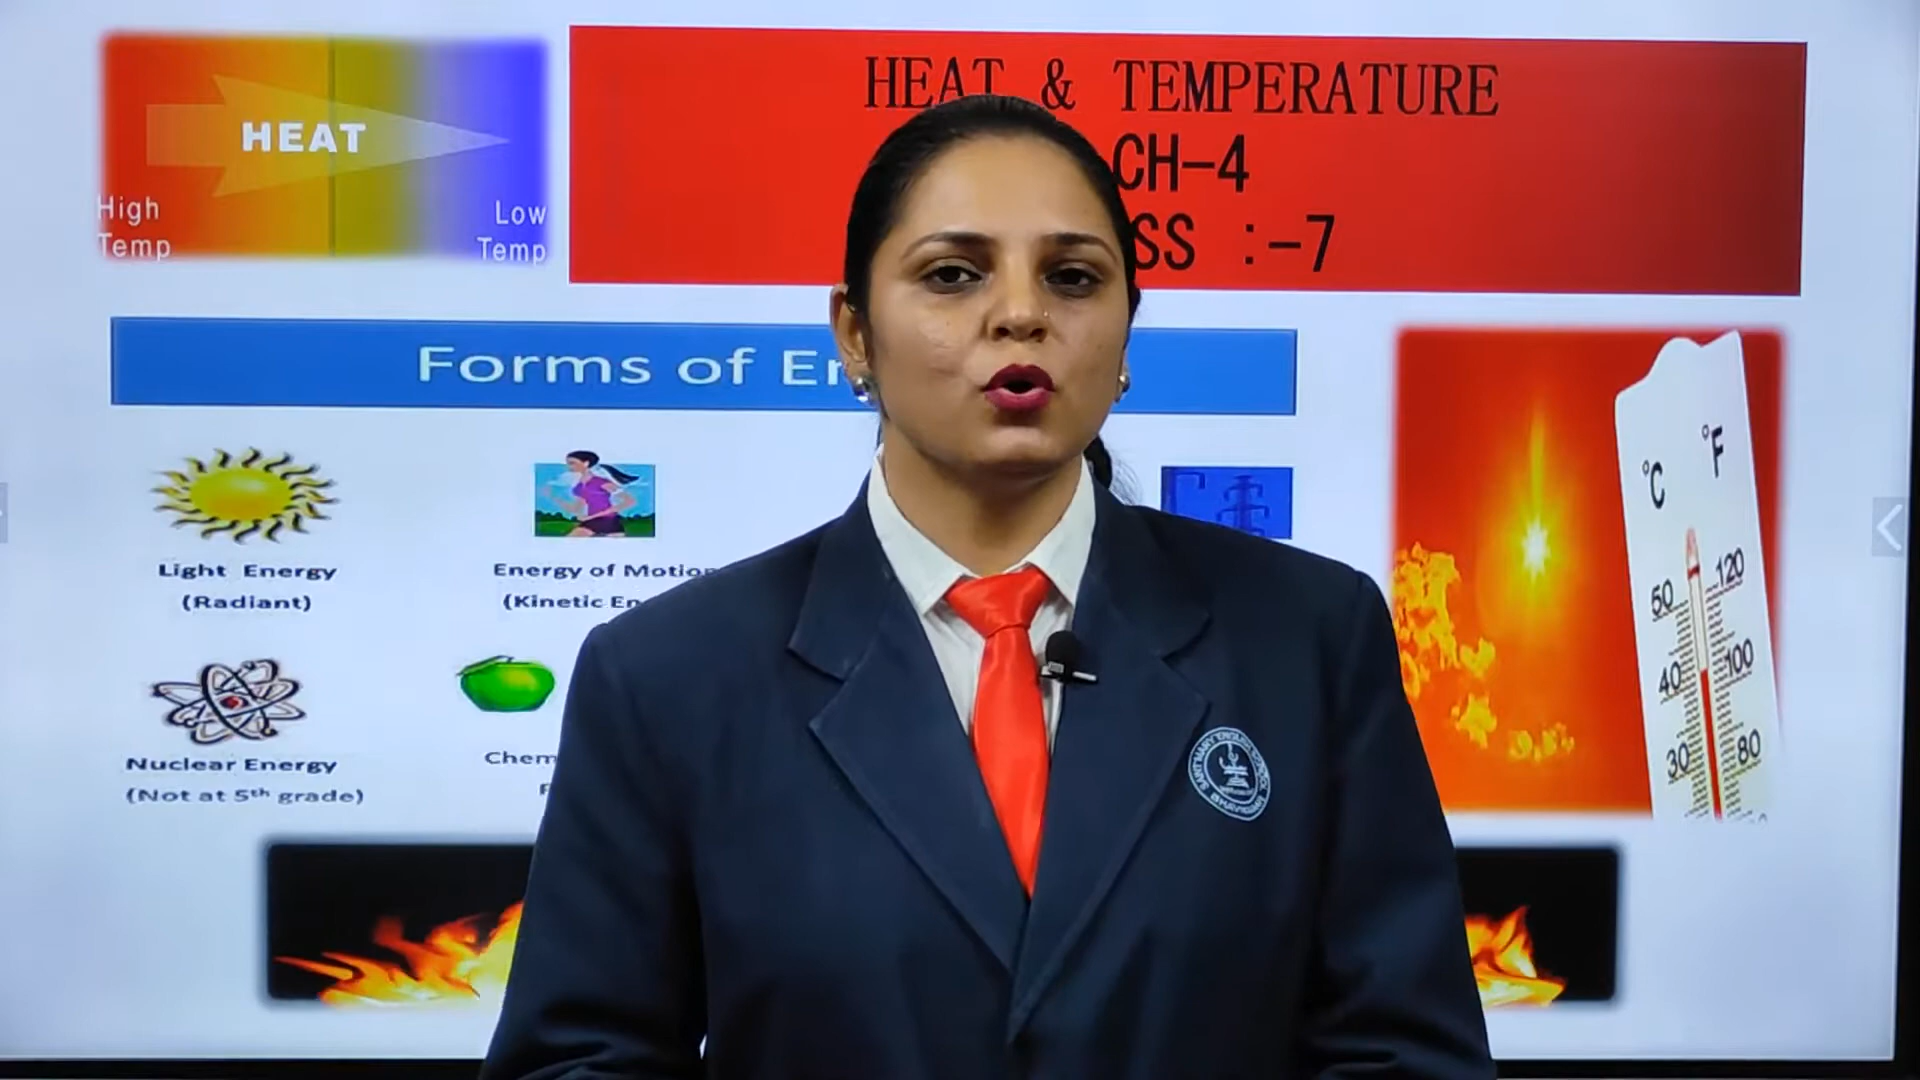 HEAT
High
Temp
Low
Temp
HEAT & TEMPERATURE
CH-4
SS :-7
Forms of En
Light Energy
(Radiant)
Energy of Motion
(Kinetic En
Nuclear Energy
(Not at 5th grade)
Chem
°C
°F
50
120
40
100
30
80